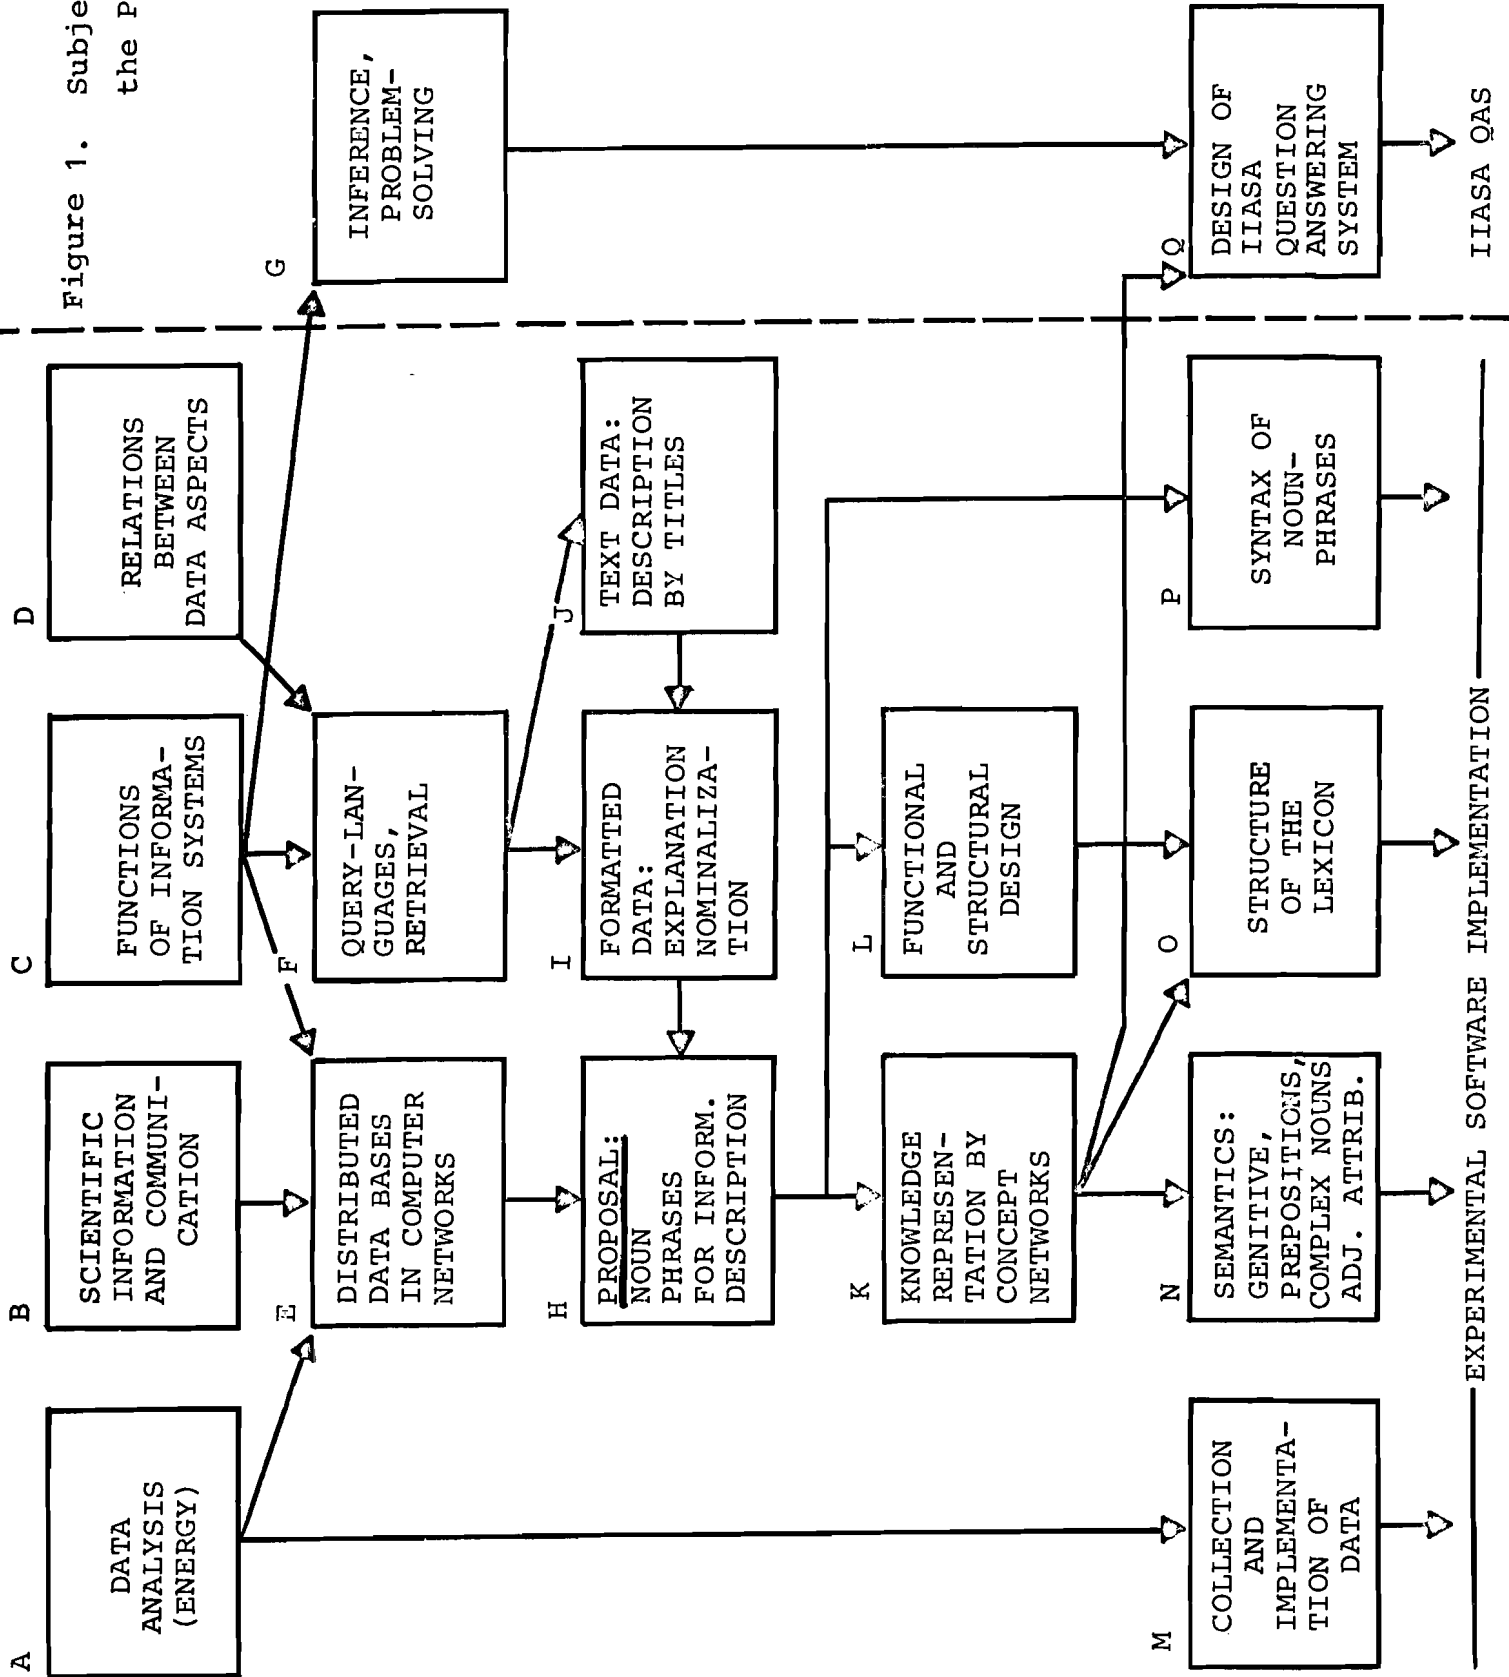 Figure 1. Subje
the P
A
DATA
ANALYSIS
(ENERGY)
B
SCIENTIFIC
INFORMATION
AND COMMUNI-
CATION
C
FUNCTIONS
OF INFORMA-
TION SYSTEMS
D
RELATIONS
BETWEEN
DATA ASPECTS
E
DISTRIBUTED
DATA BASES
IN COMPUTER
NETWORKS
F
QUERY-LAN-
GUAGES,
RETRIEVAL
G
INFERENCE,
PROBLEM-
SOLVING
H
PROPOSAL:
NOUN
PHRASES
FOR INFORM.
DESCRIPTION
I
FORMATTED
DATA:
EXPLANATION
NOMINALIZA-
TION
J
TEXT DATA:
DESCRIPTION
BY TITLES
K
KNOWLEDGE
REPRESEN-
TATION BY
CONCEPT
NETWORKS
L
FUNCTIONAL
AND
STRUCTURAL
DESIGN
M
COLLECTION
AND
IMPLEMENTA-
TION OF
DATA
N
SEMANTICS:
GENITIVE,
PREPOSITIONS,
COMPLEX NOUNS
ADJ. ATTRIB.
O
STRUCTURE
OF THE
LEXICON
P
SYNTAX OF
NOUN-
PHRASES
Q
DESIGN OF
IIASA
QUESTION
ANSWERING
SYSTEM
EXPERIMENTAL SOFTWARE IMPLEMENTATION
IIASA QAS